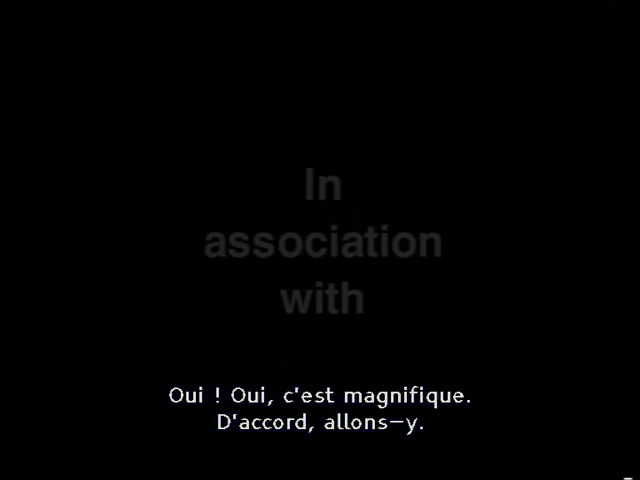 In
association
with
Oui ! Oui, c'est magnifique.
D'accord, allons-y.